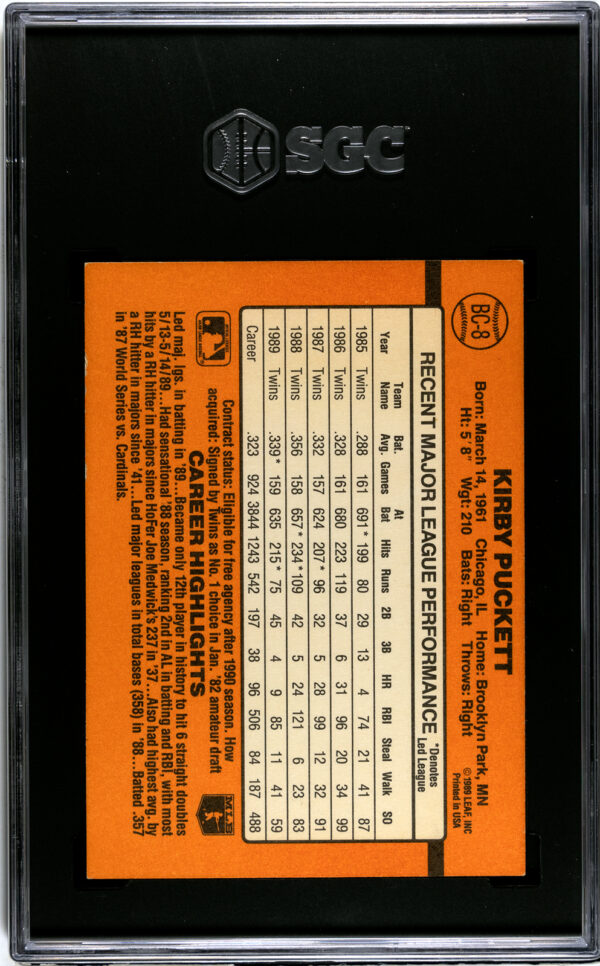 SGC
BC-8
KIRBY PUCKETT
Born: March 14, 1961 Chicago, IL Home: Brooklyn Park, MN
Ht: 5' 8" Wgt: 210 Bats: Right Throws: Right
© 1989 LEAF, INC
Printed in USA
RECENT MAJOR LEAGUE PERFORMANCE
*Denotes
Led League
Year Team Name Bat. Avg. Games At Bat Hits Runs 2B 3B HR RBI Steal Walk SO
1985 Twins .288 161 691* 199 80 29 13 4 74 21 41 87
1986 Twins .328 161 680 223 119 37 6 31 96 20 34 99
1987 Twins .332 157 624 207* 96 32 5 28 99 12 32 91
1988 Twins .356 158 657* 234* 109 42 5 24 121 6 23 83
1989 Twins .339* 159 635 215* 75 45 4 9 85 11 41 59
Career .323 924 3844 1243 542 197 38 96 506 84 187 488
Contract status: Eligible for free agency after 1990 season. How
acquired: Signed by Twins as No. 1 choice in Jan. '82 amateur draft
MLB
CAREER HIGHLIGHTS
Led maj. lgs. in batting in '89...Became only 12th player in history to hit 6 straight doubles
5/13-5/14/89...Had sensational '88 season, ranking 2nd in AL in batting and RBI, with most
hits by a RH hitter in majors since HoFer Joe Medwick's 237 in '37...Also had highest avg. by
a RH hitter in majors since '41...Led major leagues in total bases (358) in '88...Batted .357
in '87 World Series vs. Cardinals.